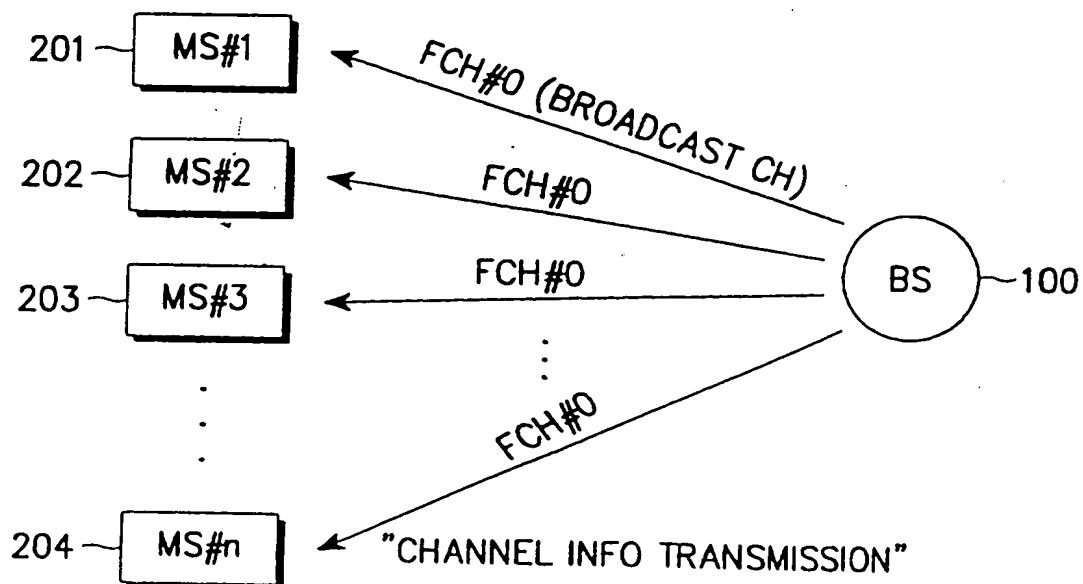 201 MS#1
FCH#0 (BROADCAST CH)
202 MS#2
FCH#0
203 MS#3
FCH#0
BS 100
FCH#0
204 MS#n
"CHANNEL INFO TRANSMISSION"